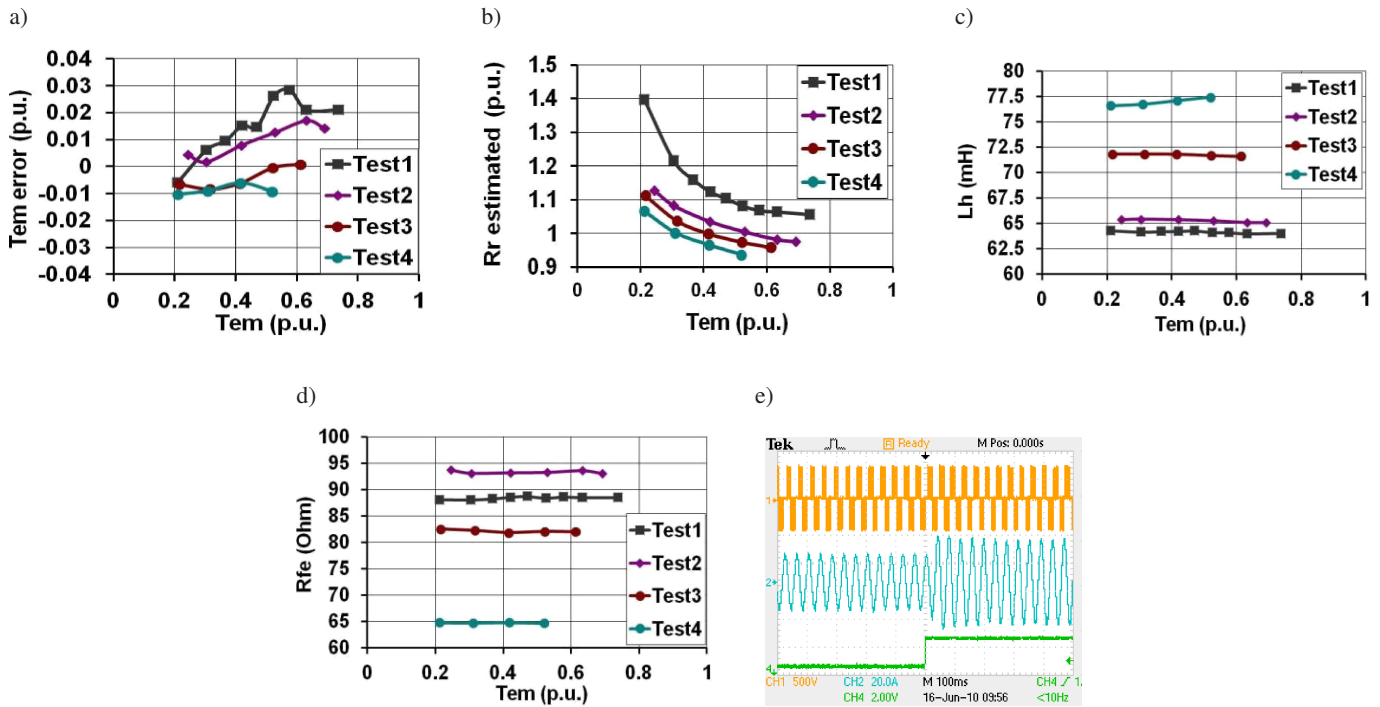 a)
b)
c)
Tem error (p.u.)
0.04
0.03
0.02
0.01
0
-0.01
-0.02
-0.03
-0.04
Test1
Test2
Test3
Test4
0 0.2 0.4 0.6 0.8 1
Tem (p.u.)
Rr estimated (p.u.)
1.5
1.4
1.3
1.2
1.1
1
0.9
Test1
Test2
Test3
Test4
0 0.2 0.4 0.6 0.8 1
Tem (p.u.)
Lh (mH)
80
77.5
75
72.5
70
67.5
65
62.5
60
Test1
Test2
Test3
Test4
0 0.2 0.4 0.6 0.8 1
Tem (p.u.)
d)
e)
Rfe (Ohm)
100
95
90
85
80
75
70
65
60
Test1
Test2
Test3
Test4
0 0.2 0.4 0.6 0.8 1
Tem (p.u.)
Tek R Ready M Pos: 0.000s
1
2
4
CH1 500V CH2 20.0A M 100ms CH4 / 1.
CH4 2.00V 16-Jun-10 09:56 <10Hz